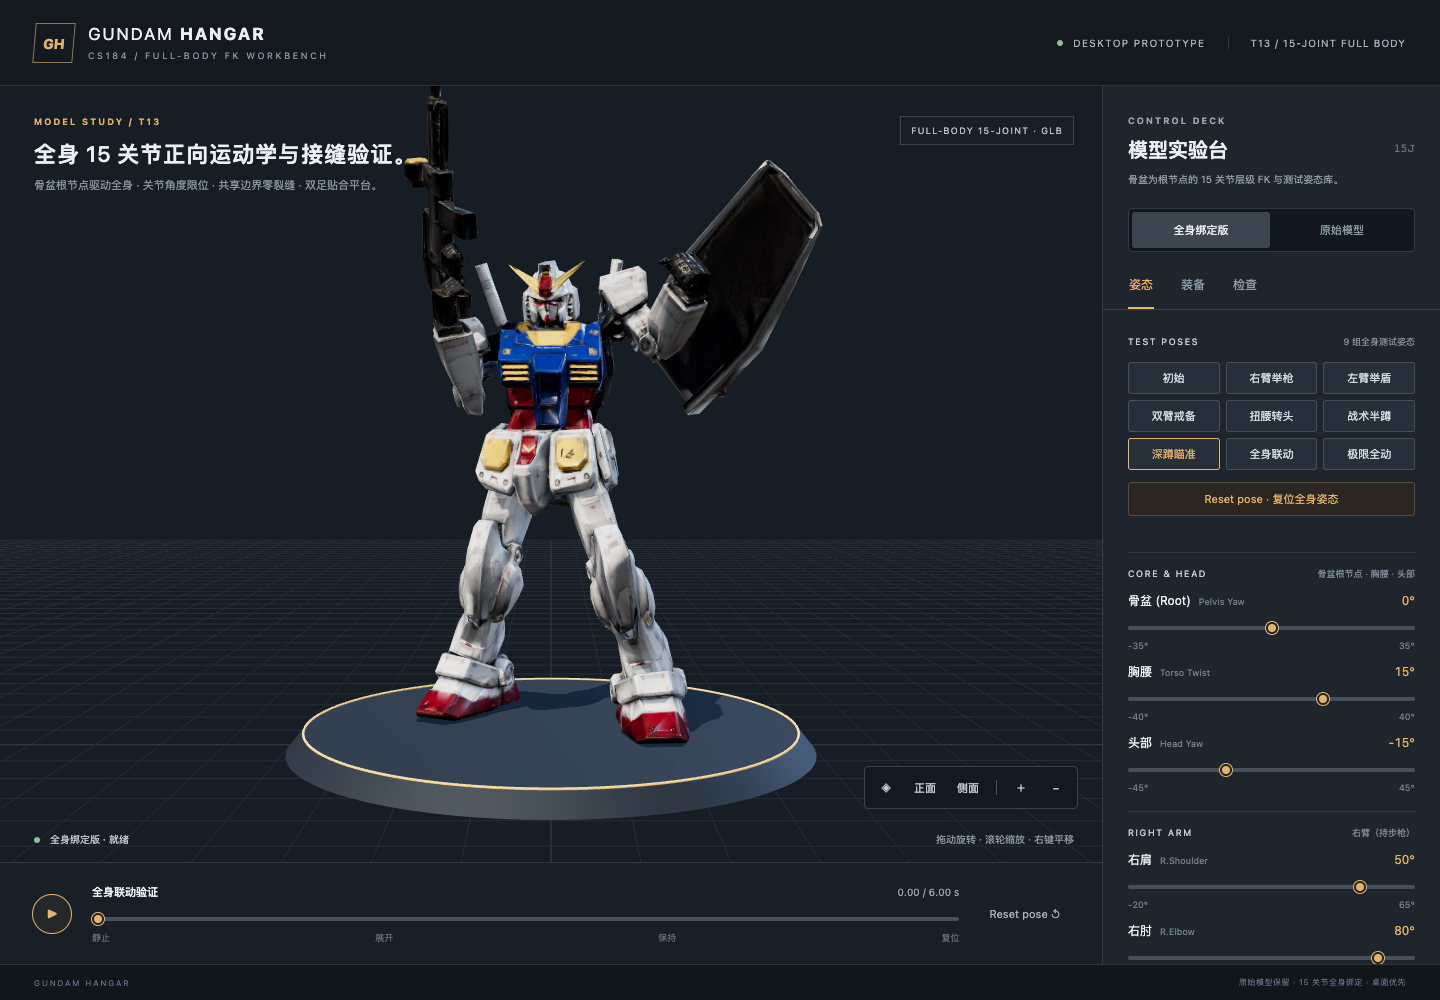 GH
GUNDAM HANGAR
CS184 / FULL-BODY FK WORKBENCH
DESKTOP PROTOTYPE
T13 / 15-JOINT FULL BODY
MODEL STUDY / T13
全身 15 关节正向运动学与接缝验证。
骨盆根节点驱动全身 · 关节角度限位 · 共享边界零裂缝 · 双足贴合平台。
FULL-BODY 15-JOINT · GLB
14
正面 侧面 + −
全身绑定版 · 就绪
拖动旋转 · 滚轮缩放 · 右键平移
全身联动验证
0.00 / 6.00 s
静止 展开 保持 复位
Reset pose
CONTROL DECK
模型实验台
15J
骨盆为根节点的 15 关节层级 FK 与测试姿态库。
全身绑定版 原始模型
姿态 装备 检查
TEST POSES
9 组全身测试姿态
初始 右臂举枪 左臂举盾
双臂戒备 扭腰转头 战术半蹲
深蹲瞄准 全身联动 极限全动
Reset pose · 复位全身姿态
CORE & HEAD
骨盆根节点 · 胸腰 · 头部
骨盆 (Root) Pelvis Yaw 0°
-35° 35°
胸腰 Torso Twist 15°
-40° 40°
头部 Head Yaw -15°
-45° 45°
RIGHT ARM
右臂（持步枪）
右肩 R.Shoulder 50°
-20° 65°
右肘 R.Elbow 80°
GUNDAM HANGAR
原始模型保留 · 15 关节全身绑定 · 桌面优先